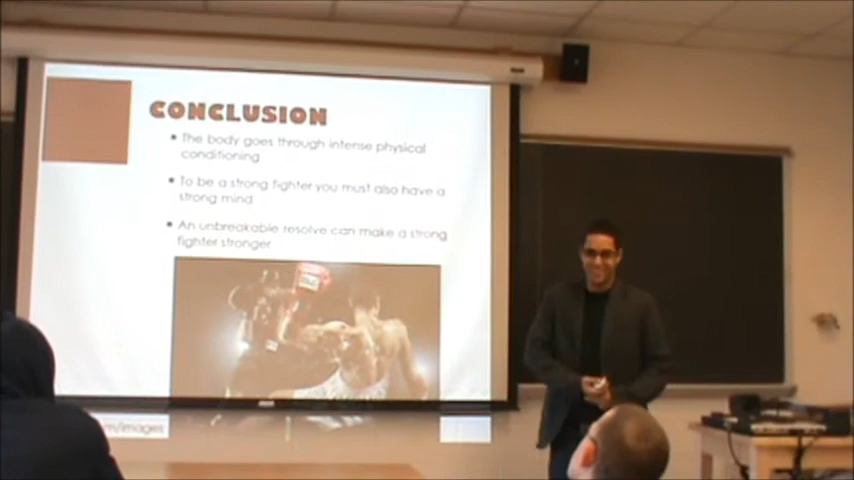 CONCLUSION
The body goes through intense physical
conditioning
To be a strong fighter you must also have a
strong mind
An unbreakable resolve can make a strong
fighter stronger
m/images